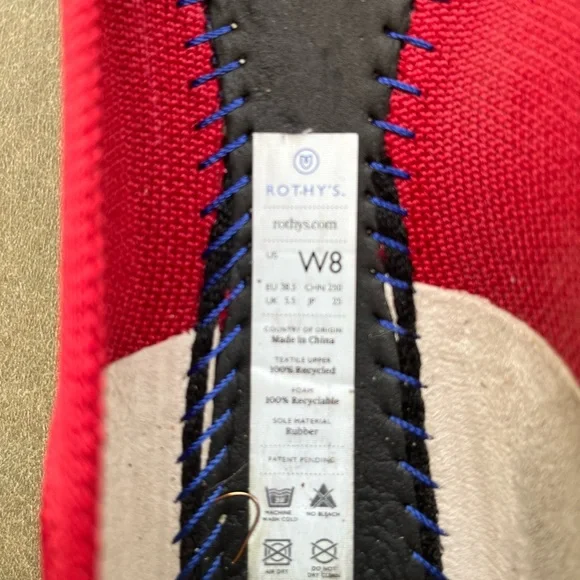 ROTHY'S.
rothys.com
US W8
EU 38.5 CHN 250
UK 5.5 JP 25
COUNTRY OF ORIGIN
Made in China
TEXTILE UPPER
100% Recycled
FOAM
100% Recyclable
SOLE MATERIAL
Rubber
PATENT PENDING
MACHINE WASH COLD
NO BLEACH
AIR DRY
DO NOT DRY CLEAN